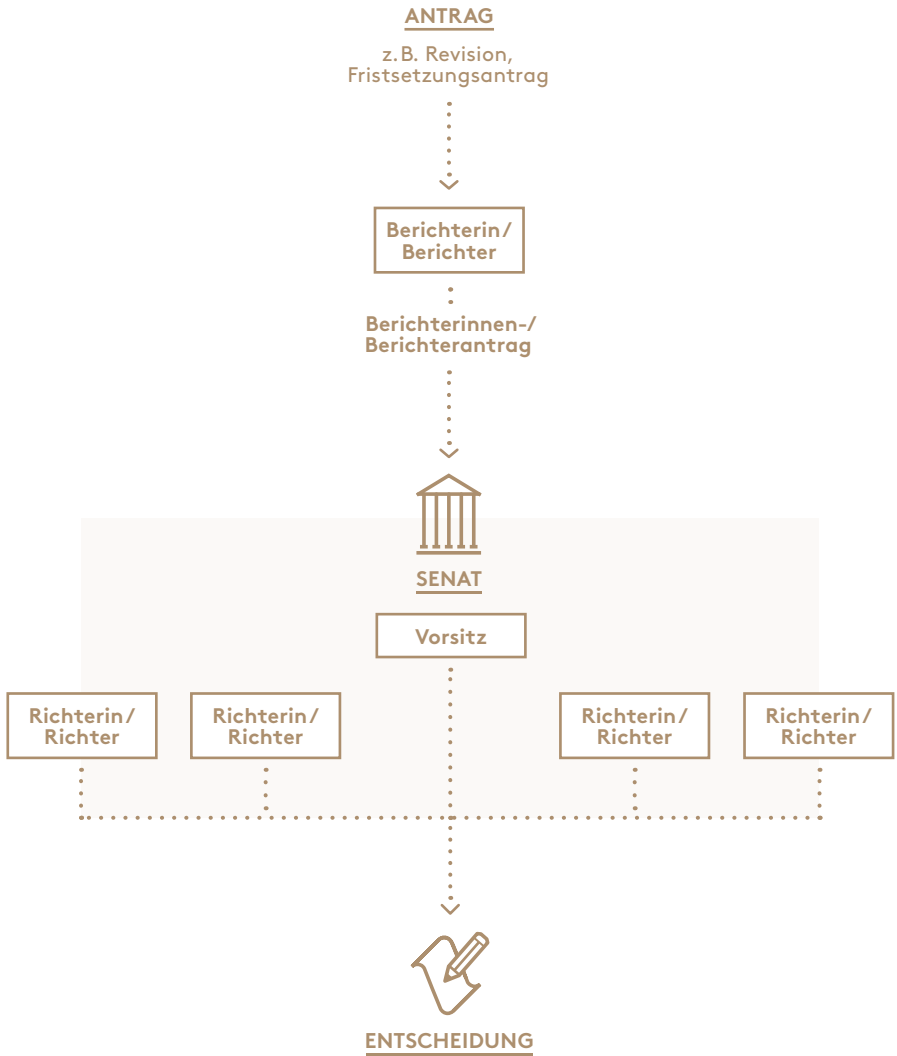 ANTRAG
z.B. Revision,
Fristsetzungsantrag
Berichterin/
Berichter
Berichterinnen-/
Berichterantrag
SENAT
Vorsitz
Richterin/
Richter
Richterin/
Richter
Richterin/
Richter
Richterin/
Richter
ENTSCHEIDUNG